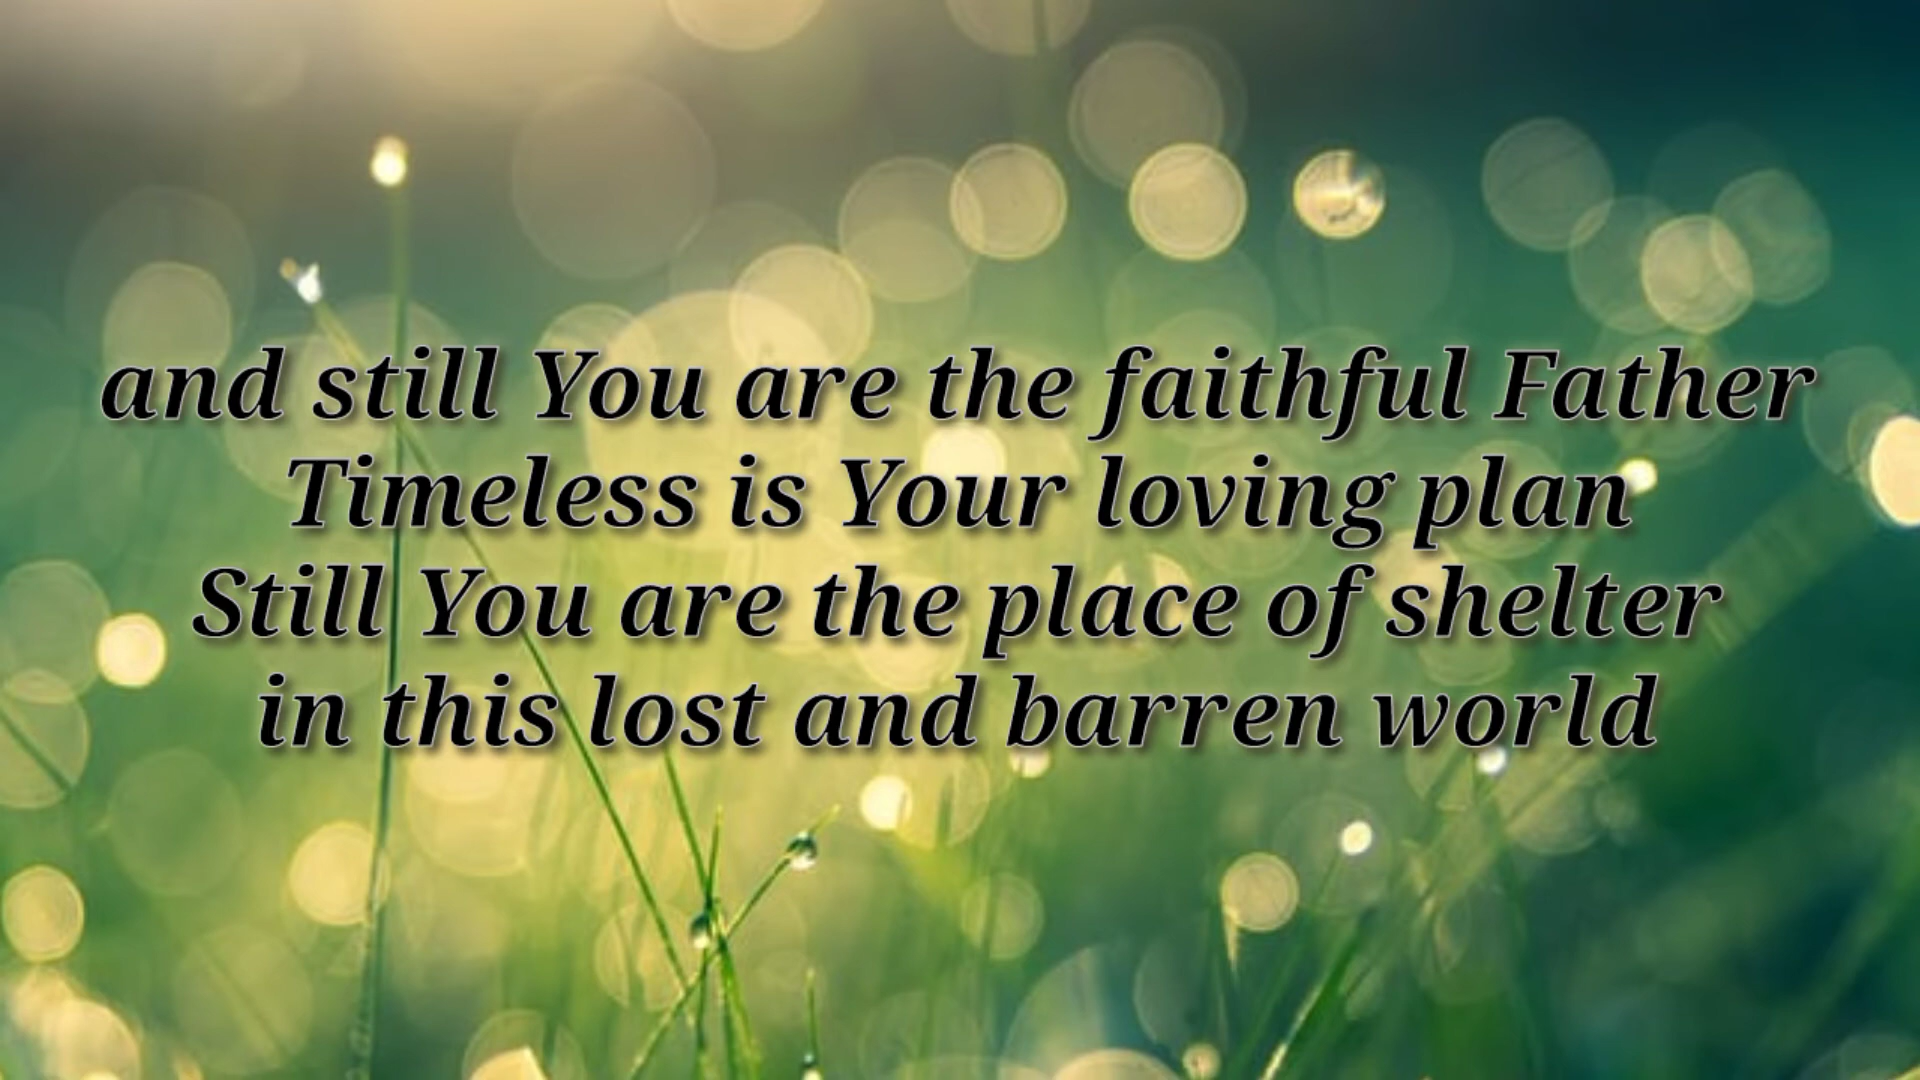 and still You are the faithful Father
Timeless is Your loving plan
Still You are the place of shelter
in this lost and barren world